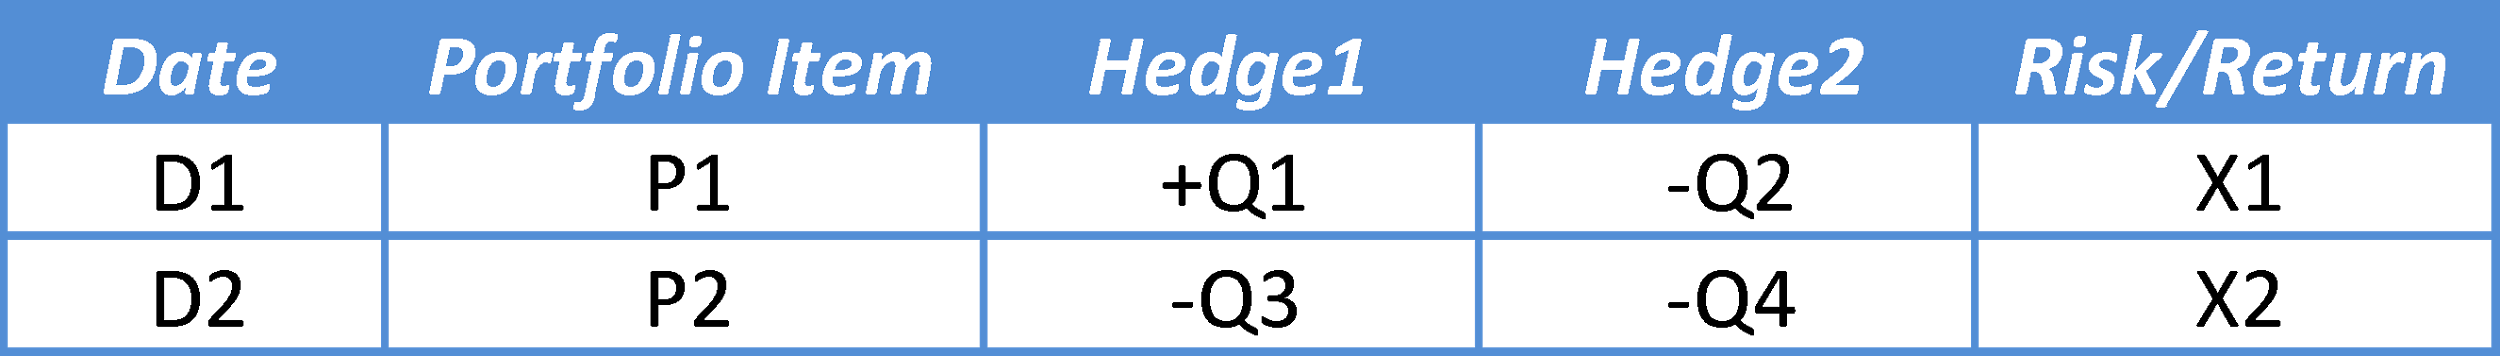 Date Portfolio Item Hedge1 Hedge2 Risk/Return
D1 P1 +Q1 -Q2 X1
D2 P2 -Q3 -Q4 X2